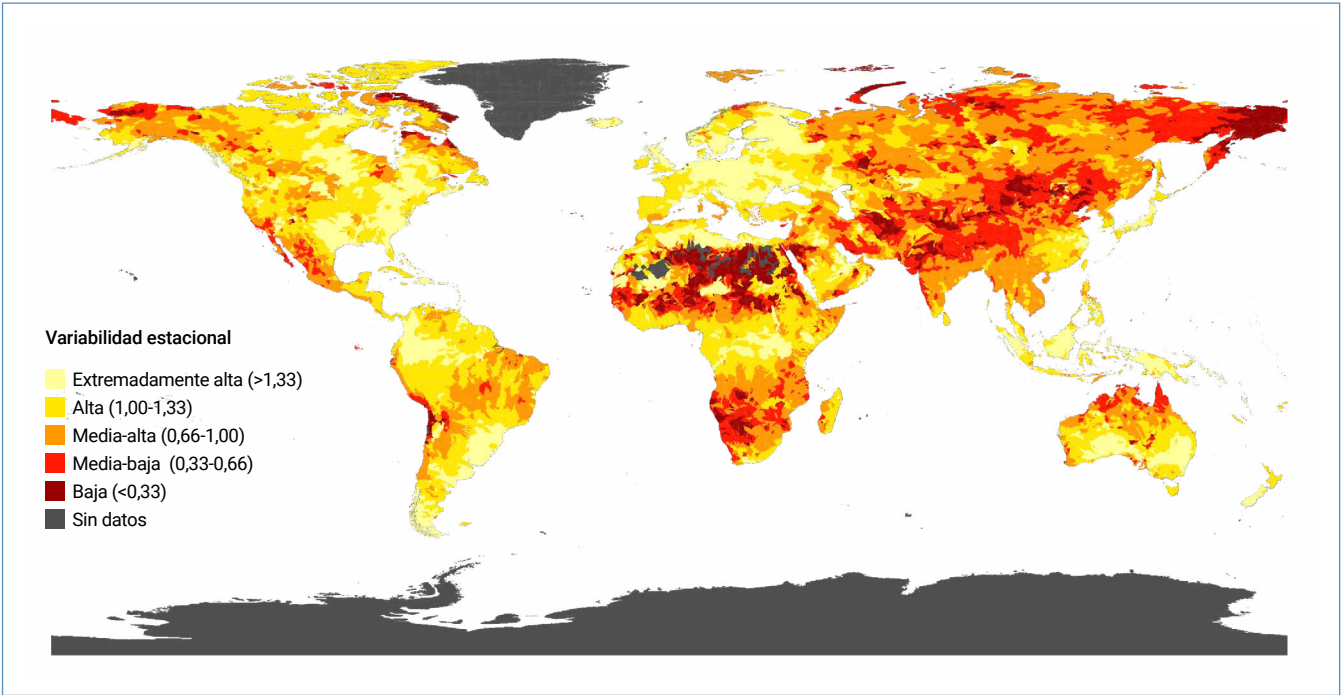 Variabilidad estacional
Extremadamente alta (>1,33)
Alta (1,00-1,33)
Media-alta (0,66-1,00)
Media-baja (0,33-0,66)
Baja (<0,33)
Sin datos